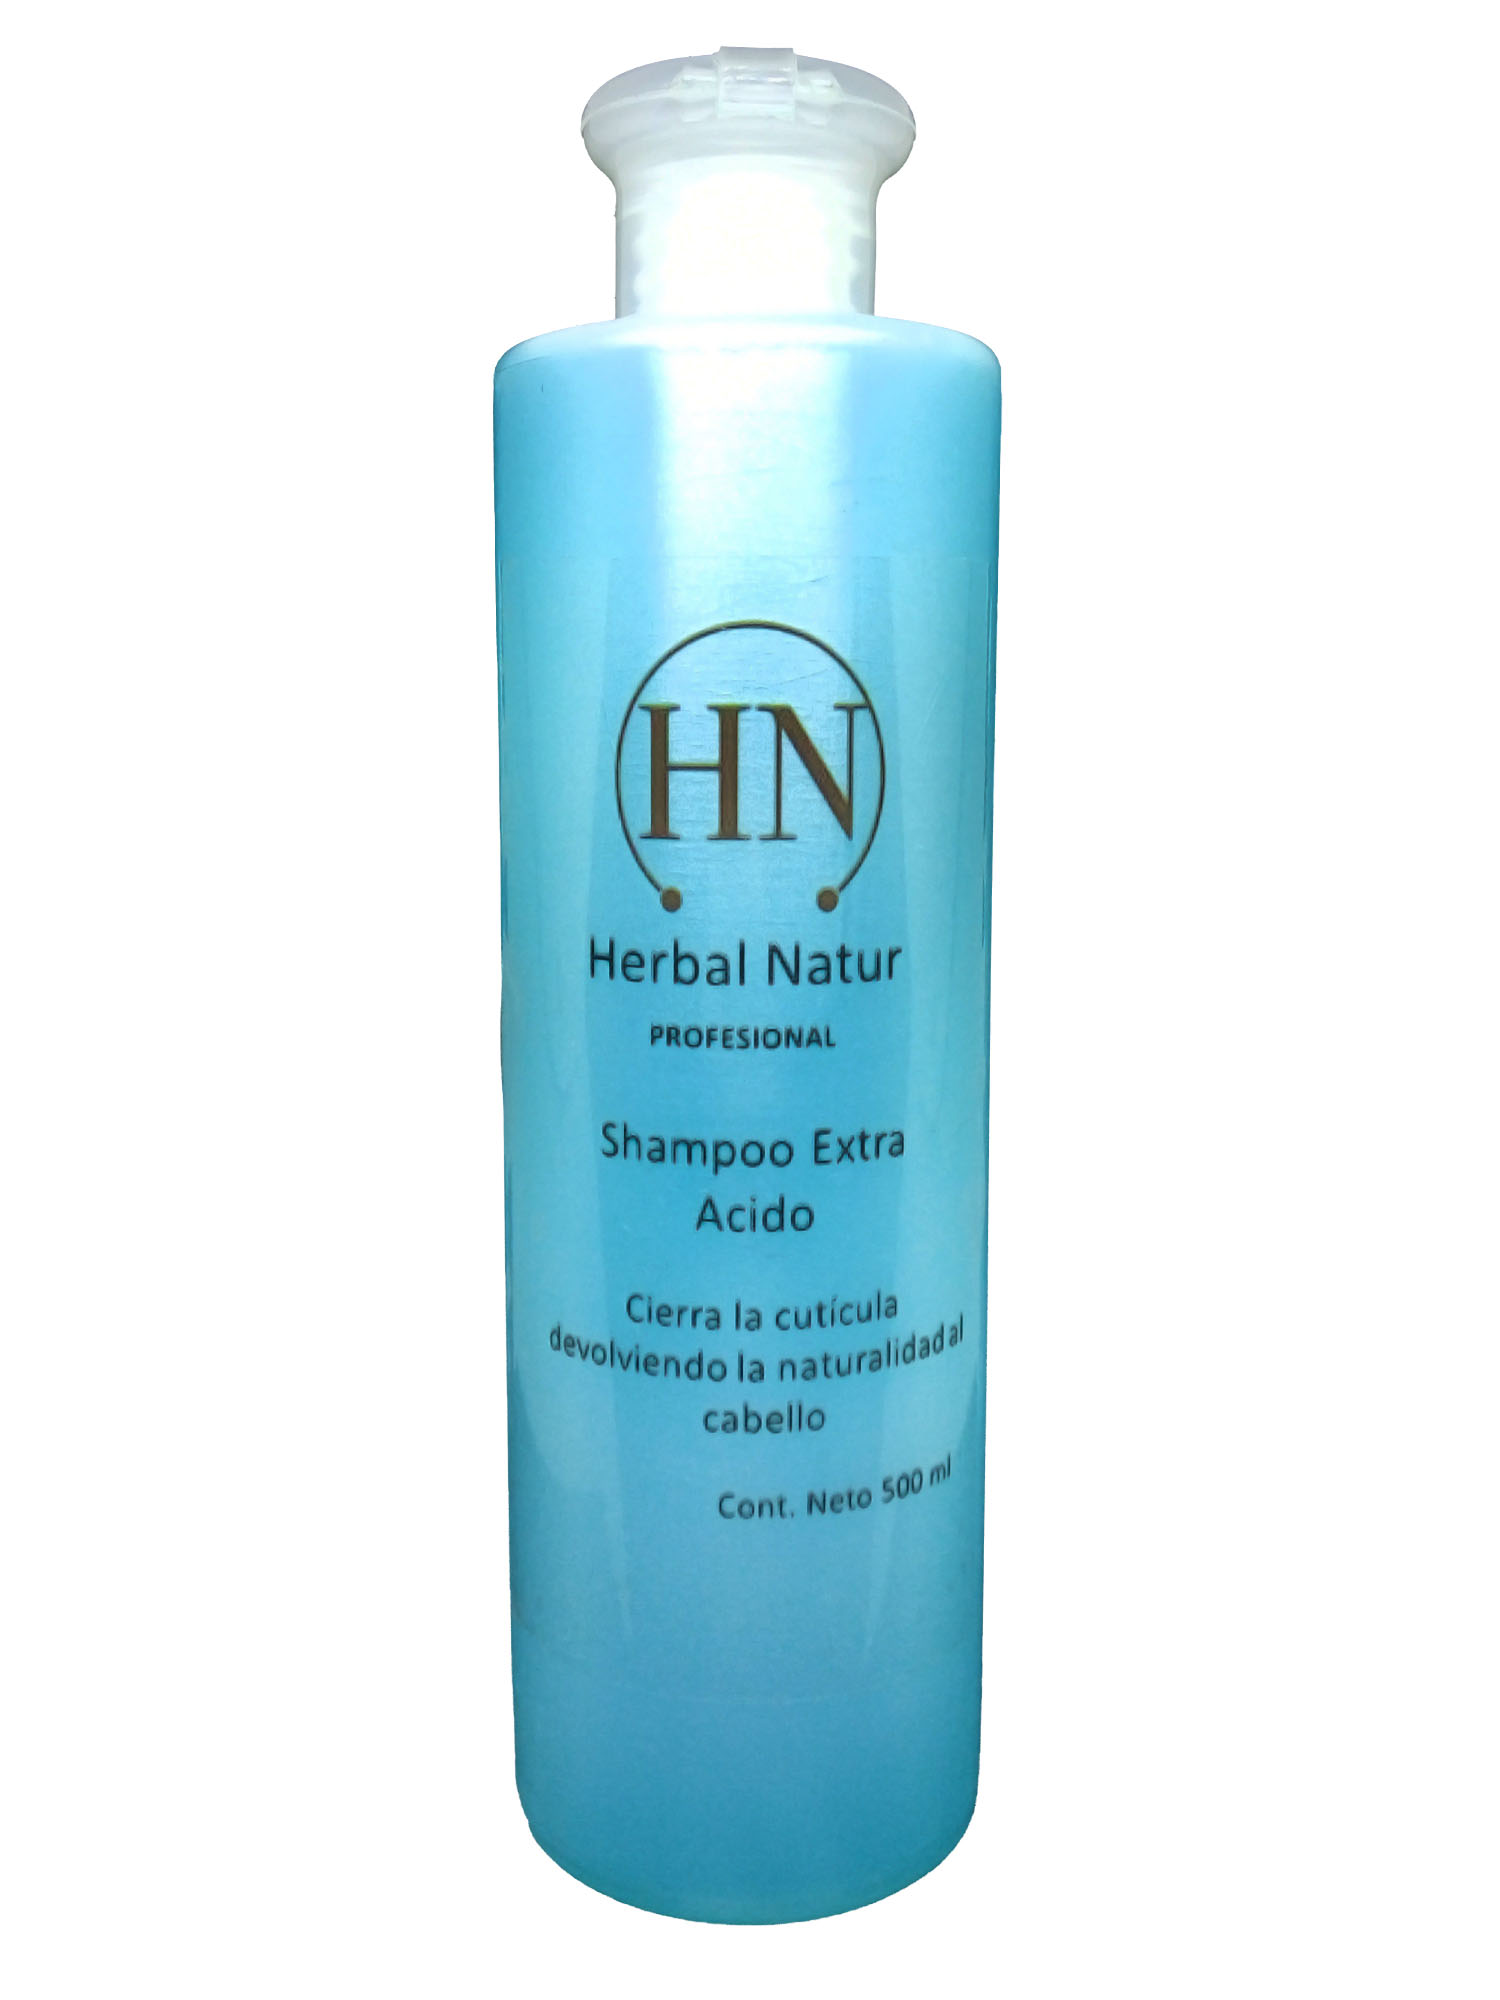 HN
Herbal Natur
PROFESIONAL
Shampoo Extra
Acido
Cierra la cutícula
devolviendo la naturalidad al
cabello
Cont. Neto 500 ml